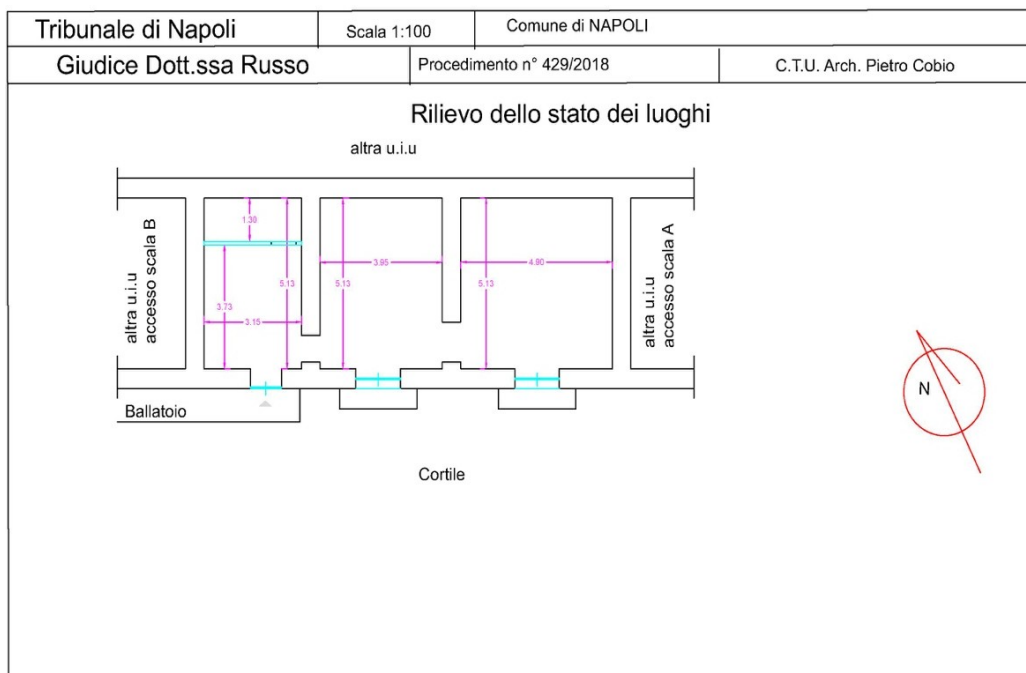 Tribunale di Napoli
Scala 1:100
Comune di NAPOLI
Giudice Dott.ssa Russo
Procedimento n° 429/2018
C.T.U. Arch. Pietro Cobio
Rilievo dello stato dei luoghi
altra u.i.u
altra u.i.u
accesso scala B
1.30
5.13
3.73
3.15
5.13
3.95
5.13
4.90
altra u.i.u
accesso scala A
Ballatoio
Cortile
N